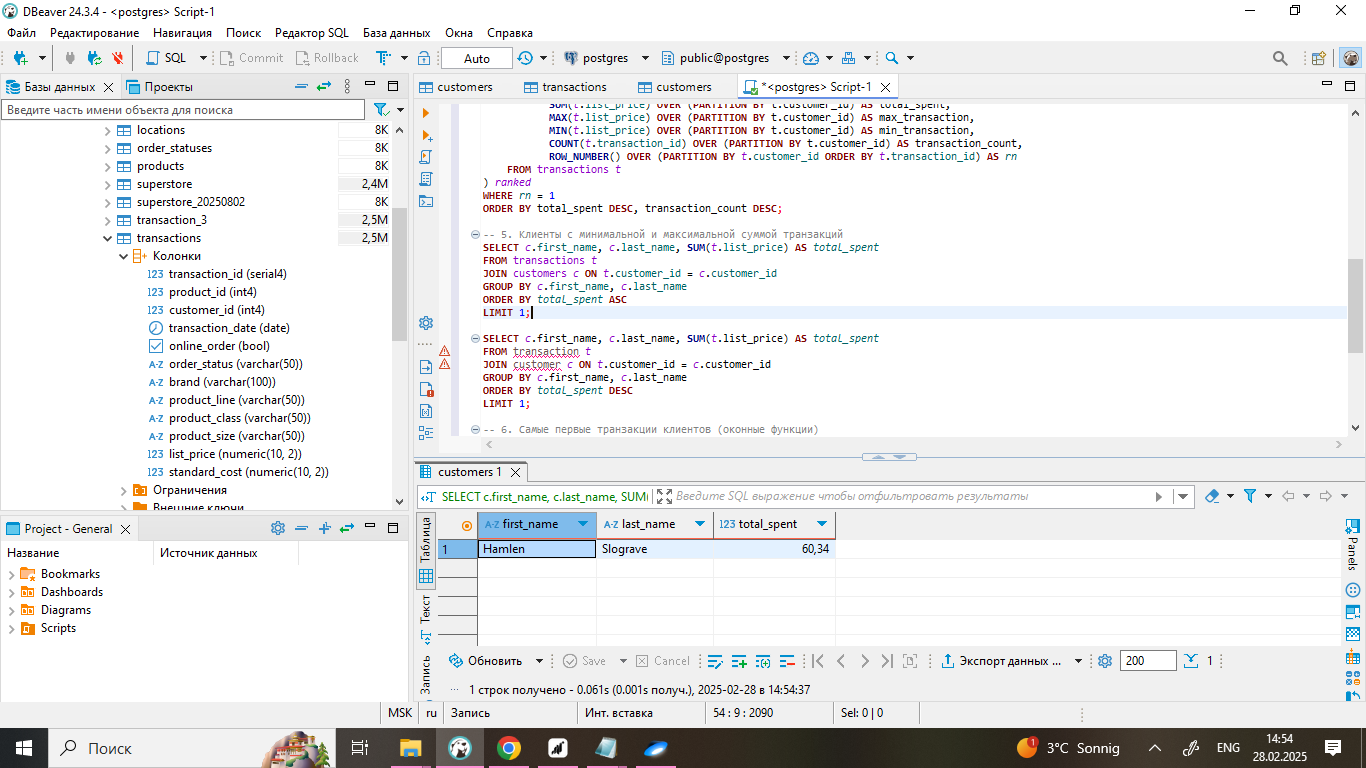 DBeaver 24.3.4 - <postgres> Script-1
Файл Редактирование Навигация Поиск Редактор SQL База данных Окна Справка
SQL Commit Rollback Auto postgres public@postgres
Базы данных Проекты
Введите часть имени объекта для поиска
locations 8K
order_statuses 8K
products 8K
superstore 2,4M
superstore_20250802 8K
transaction_3 2,5M
transactions 2,5M
Колонки
123 transaction_id (serial4)
123 product_id (int4)
123 customer_id (int4)
transaction_date (date)
online_order (bool)
A-Z order_status (varchar(50))
A-Z brand (varchar(100))
A-Z product_line (varchar(50))
A-Z product_class (varchar(50))
A-Z product_size (varchar(50))
123 list_price (numeric(10, 2))
123 standard_cost (numeric(10, 2))
Ограничения
Внешние ключи
Project - General
Название Источник данных
Bookmarks
Dashboards
Diagrams
Scripts
customers transactions customers *<postgres> Script-1
SUM(t.list_price) OVER (PARTITION BY t.customer_id) AS total_spent,
MAX(t.list_price) OVER (PARTITION BY t.customer_id) AS max_transaction,
MIN(t.list_price) OVER (PARTITION BY t.customer_id) AS min_transaction,
COUNT(t.transaction_id) OVER (PARTITION BY t.customer_id) AS transaction_count,
ROW_NUMBER() OVER (PARTITION BY t.customer_id ORDER BY t.transaction_id) AS rn
FROM transactions t
) ranked
WHERE rn = 1
ORDER BY total_spent DESC, transaction_count DESC;
-- 5. Клиенты с минимальной и максимальной суммой транзакций
SELECT c.first_name, c.last_name, SUM(t.list_price) AS total_spent
FROM transactions t
JOIN customers c ON t.customer_id = c.customer_id
GROUP BY c.first_name, c.last_name
ORDER BY total_spent ASC
LIMIT 1;
SELECT c.first_name, c.last_name, SUM(t.list_price) AS total_spent
FROM transaction t
JOIN customer c ON t.customer_id = c.customer_id
GROUP BY c.first_name, c.last_name
ORDER BY total_spent DESC
LIMIT 1;
-- 6. Самые первые транзакции клиентов (оконные функции)
customers 1
SELECT c.first_name, c.last_name, SUM( Введите SQL выражение чтобы отфильтровать результаты
Таблица
Текст
Запись
A-Z first_name A-Z last_name 123 total_spent
1 Hamlen Slograve 60,34
Panels
Обновить Save Cancel Экспорт данных ... 200 1
1 строк получено - 0.061s (0.001s получ.), 2025-02-28 в 14:54:37
MSK ru Запись Инт. вставка 54 : 9 : 2090 Sel: 0 | 0
Поиск
1 3°C Sonnig ENG 14:54
28.02.2025